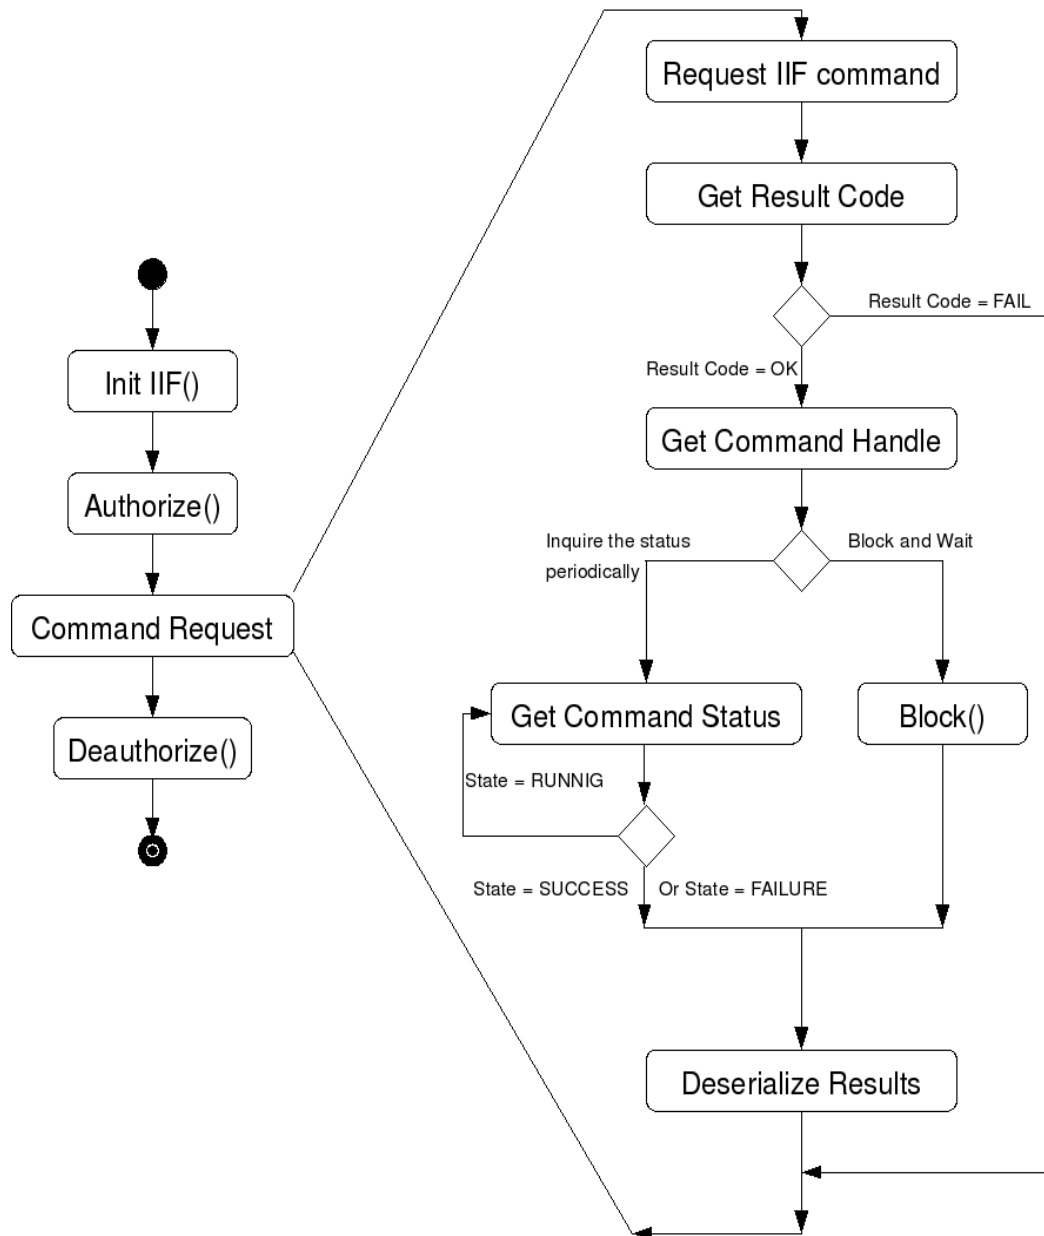 Request IIF command
Get Result Code
Result Code = FAIL
Result Code = OK
Get Command Handle
Inquire the status
periodically
Block and Wait
Get Command Status
Block()
State = RUNNIG
State = SUCCESS
Or State = FAILURE
Deserialize Results
Init IIF()
Authorize()
Command Request
Deauthorize()